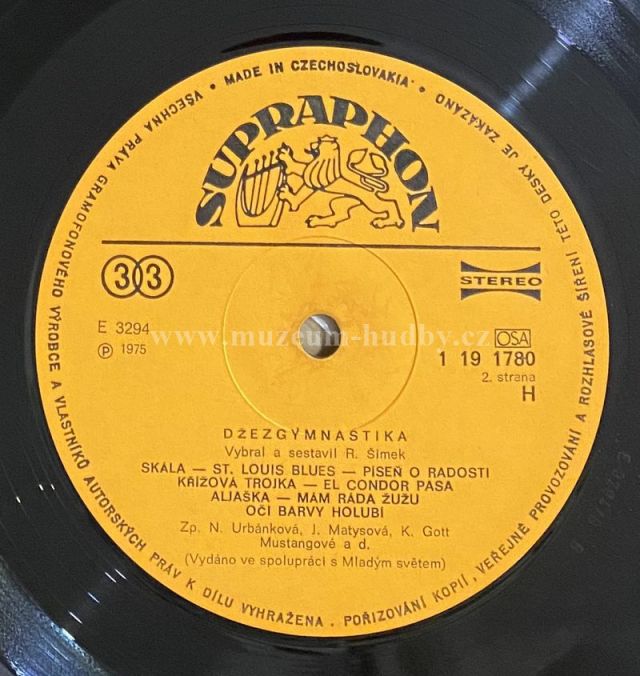 VŠECHNA PRÁVA GRAMOFONOVÉHO VÝROBCE A VLASTNÍKŮ AUTORSKÝCH PRÁV K DÍLU VYHRAŽENA . POŘIZOVÁNÍ KOPIÍ, VEŘEJNÉ PROVOZOVÁNÍ A ROZHLASOVÉ ŠÍŘENÍ TÉTO DESKY JE ZAKÁZÁNO
• MADE IN CZECHOSLOVAKIA •
SUPRAPHON
33
STEREO
E 3294
℗ 1975
www.muzeum-hudby.cz
OSA
1 19 1780
2. strana
H
DŽEZGYMNASTIKA
Vybral a sestavil R. Šimek
SKÁLA — ST. LOUIS BLUES — PÍSEŇ O RADOSTI
KŘÍŽOVÁ TROJKA — EL CONDOR PASA
ALJAŠKA — MÁM RÁDA ŽUŽU
OČI BARVY HOLUBÍ
Zp. N. Urbánková, J. Matysová, K. Gott
Mustangové a d.
(Vydáno ve spolupráci s Mladým světem)